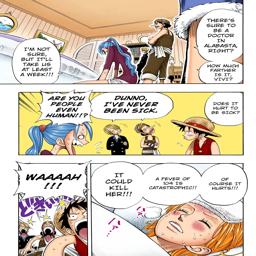 THERE'S
SURE TO
BE A
DOCTOR
IN
ALABASTA,
RIGHT?
HOW MUCH
FARTHER
IS IT,
VIVI?
I'M NOT
SURE,
BUT IT'LL
TAKE US
AT LEAST
A WEEK!!!
DOES IT
HURT TO
BE SICK?
DUNNO,
I'VE NEVER
BEEN SICK.
ARE YOU
PEOPLE
EVEN
HUMAN!!?
OF COURSE
IT
HURTS!!!
A FEVER OF
104 IS
CATASTROPHIC!!
IT
COULD
KILL
HER!!!
WAAAAH
!!!